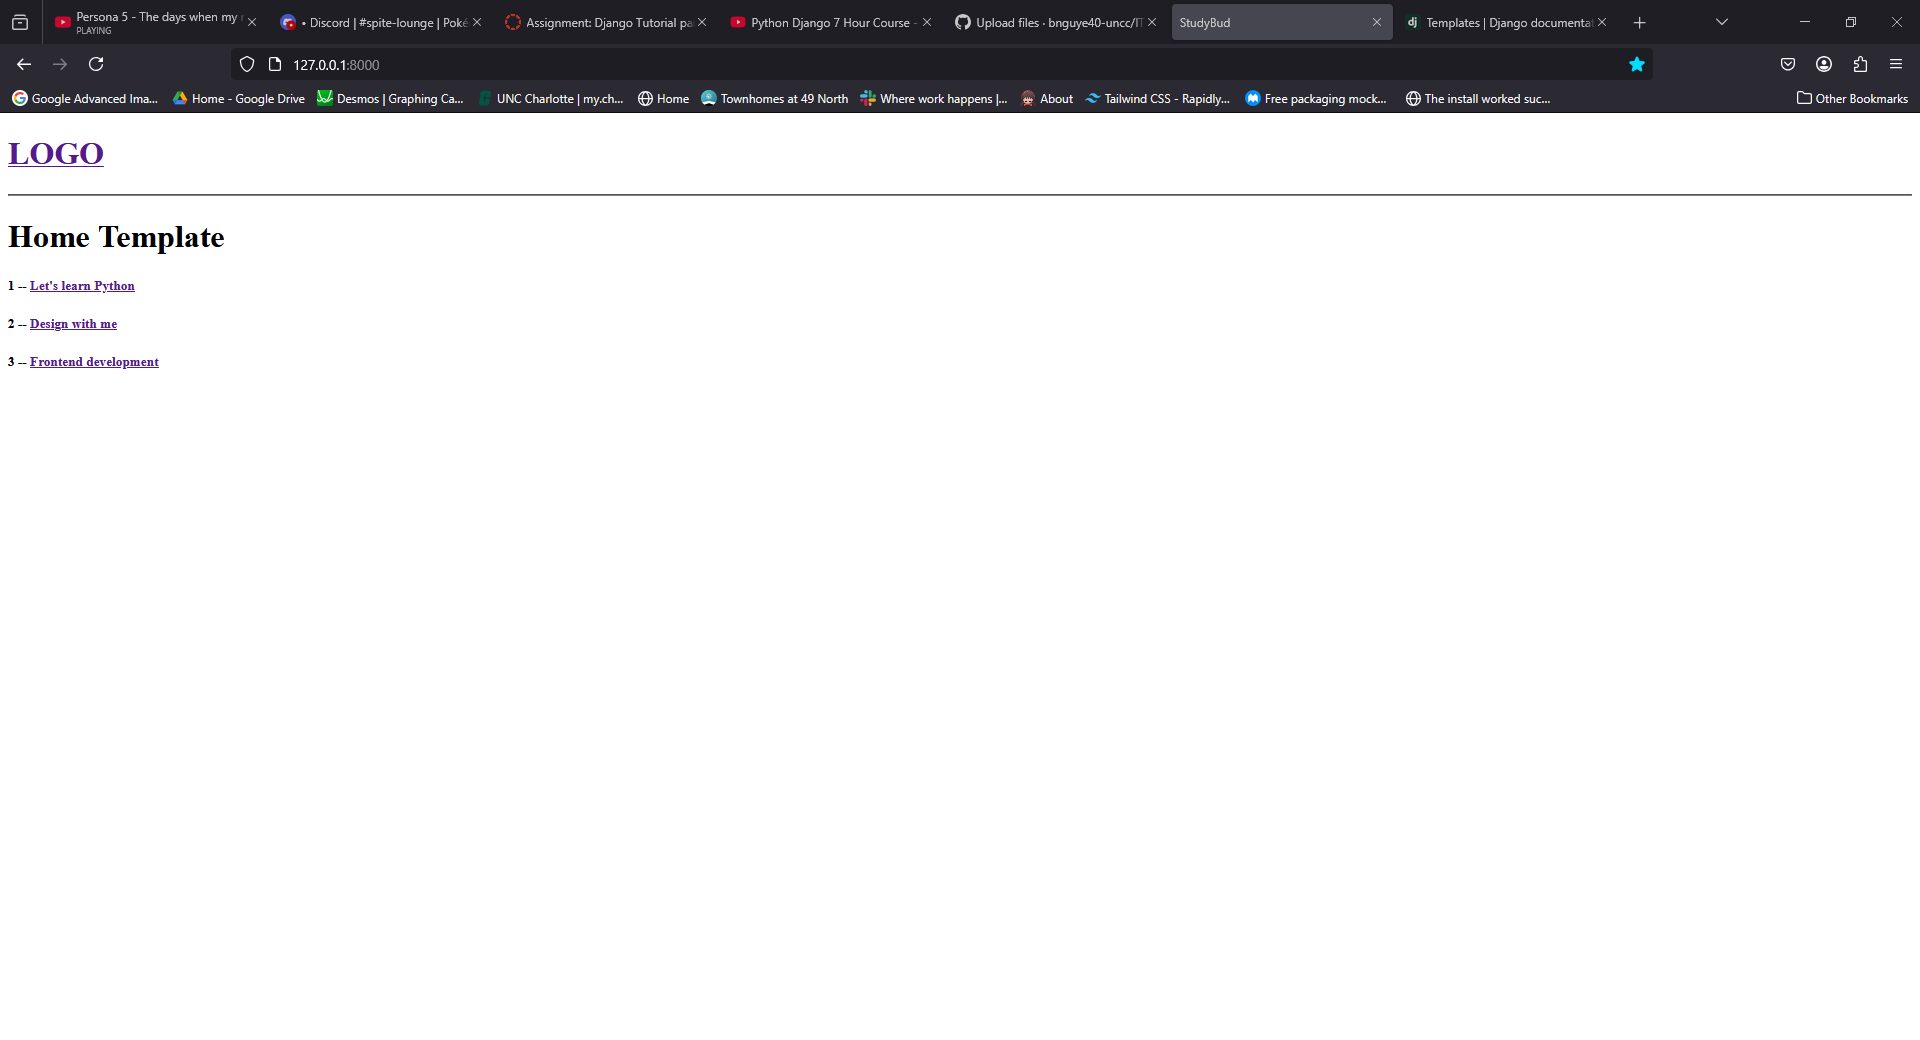 Persona 5 - The days when my
PLAYING
• Discord | #spite-lounge | Poké
Assignment: Django Tutorial pa
Python Django 7 Hour Course -
Upload files · bnguye40-uncc/IT
StudyBud
dj Templates | Django documentat
127.0.0.1:8000
Google Advanced Ima...
Home - Google Drive
Desmos | Graphing Ca...
UNC Charlotte | my.ch...
Home
Townhomes at 49 North
Where work happens |...
About
Tailwind CSS - Rapidly...
Free packaging mock...
The install worked suc...
Other Bookmarks
LOGO
Home Template
1 -- Let's learn Python
2 -- Design with me
3 -- Frontend development